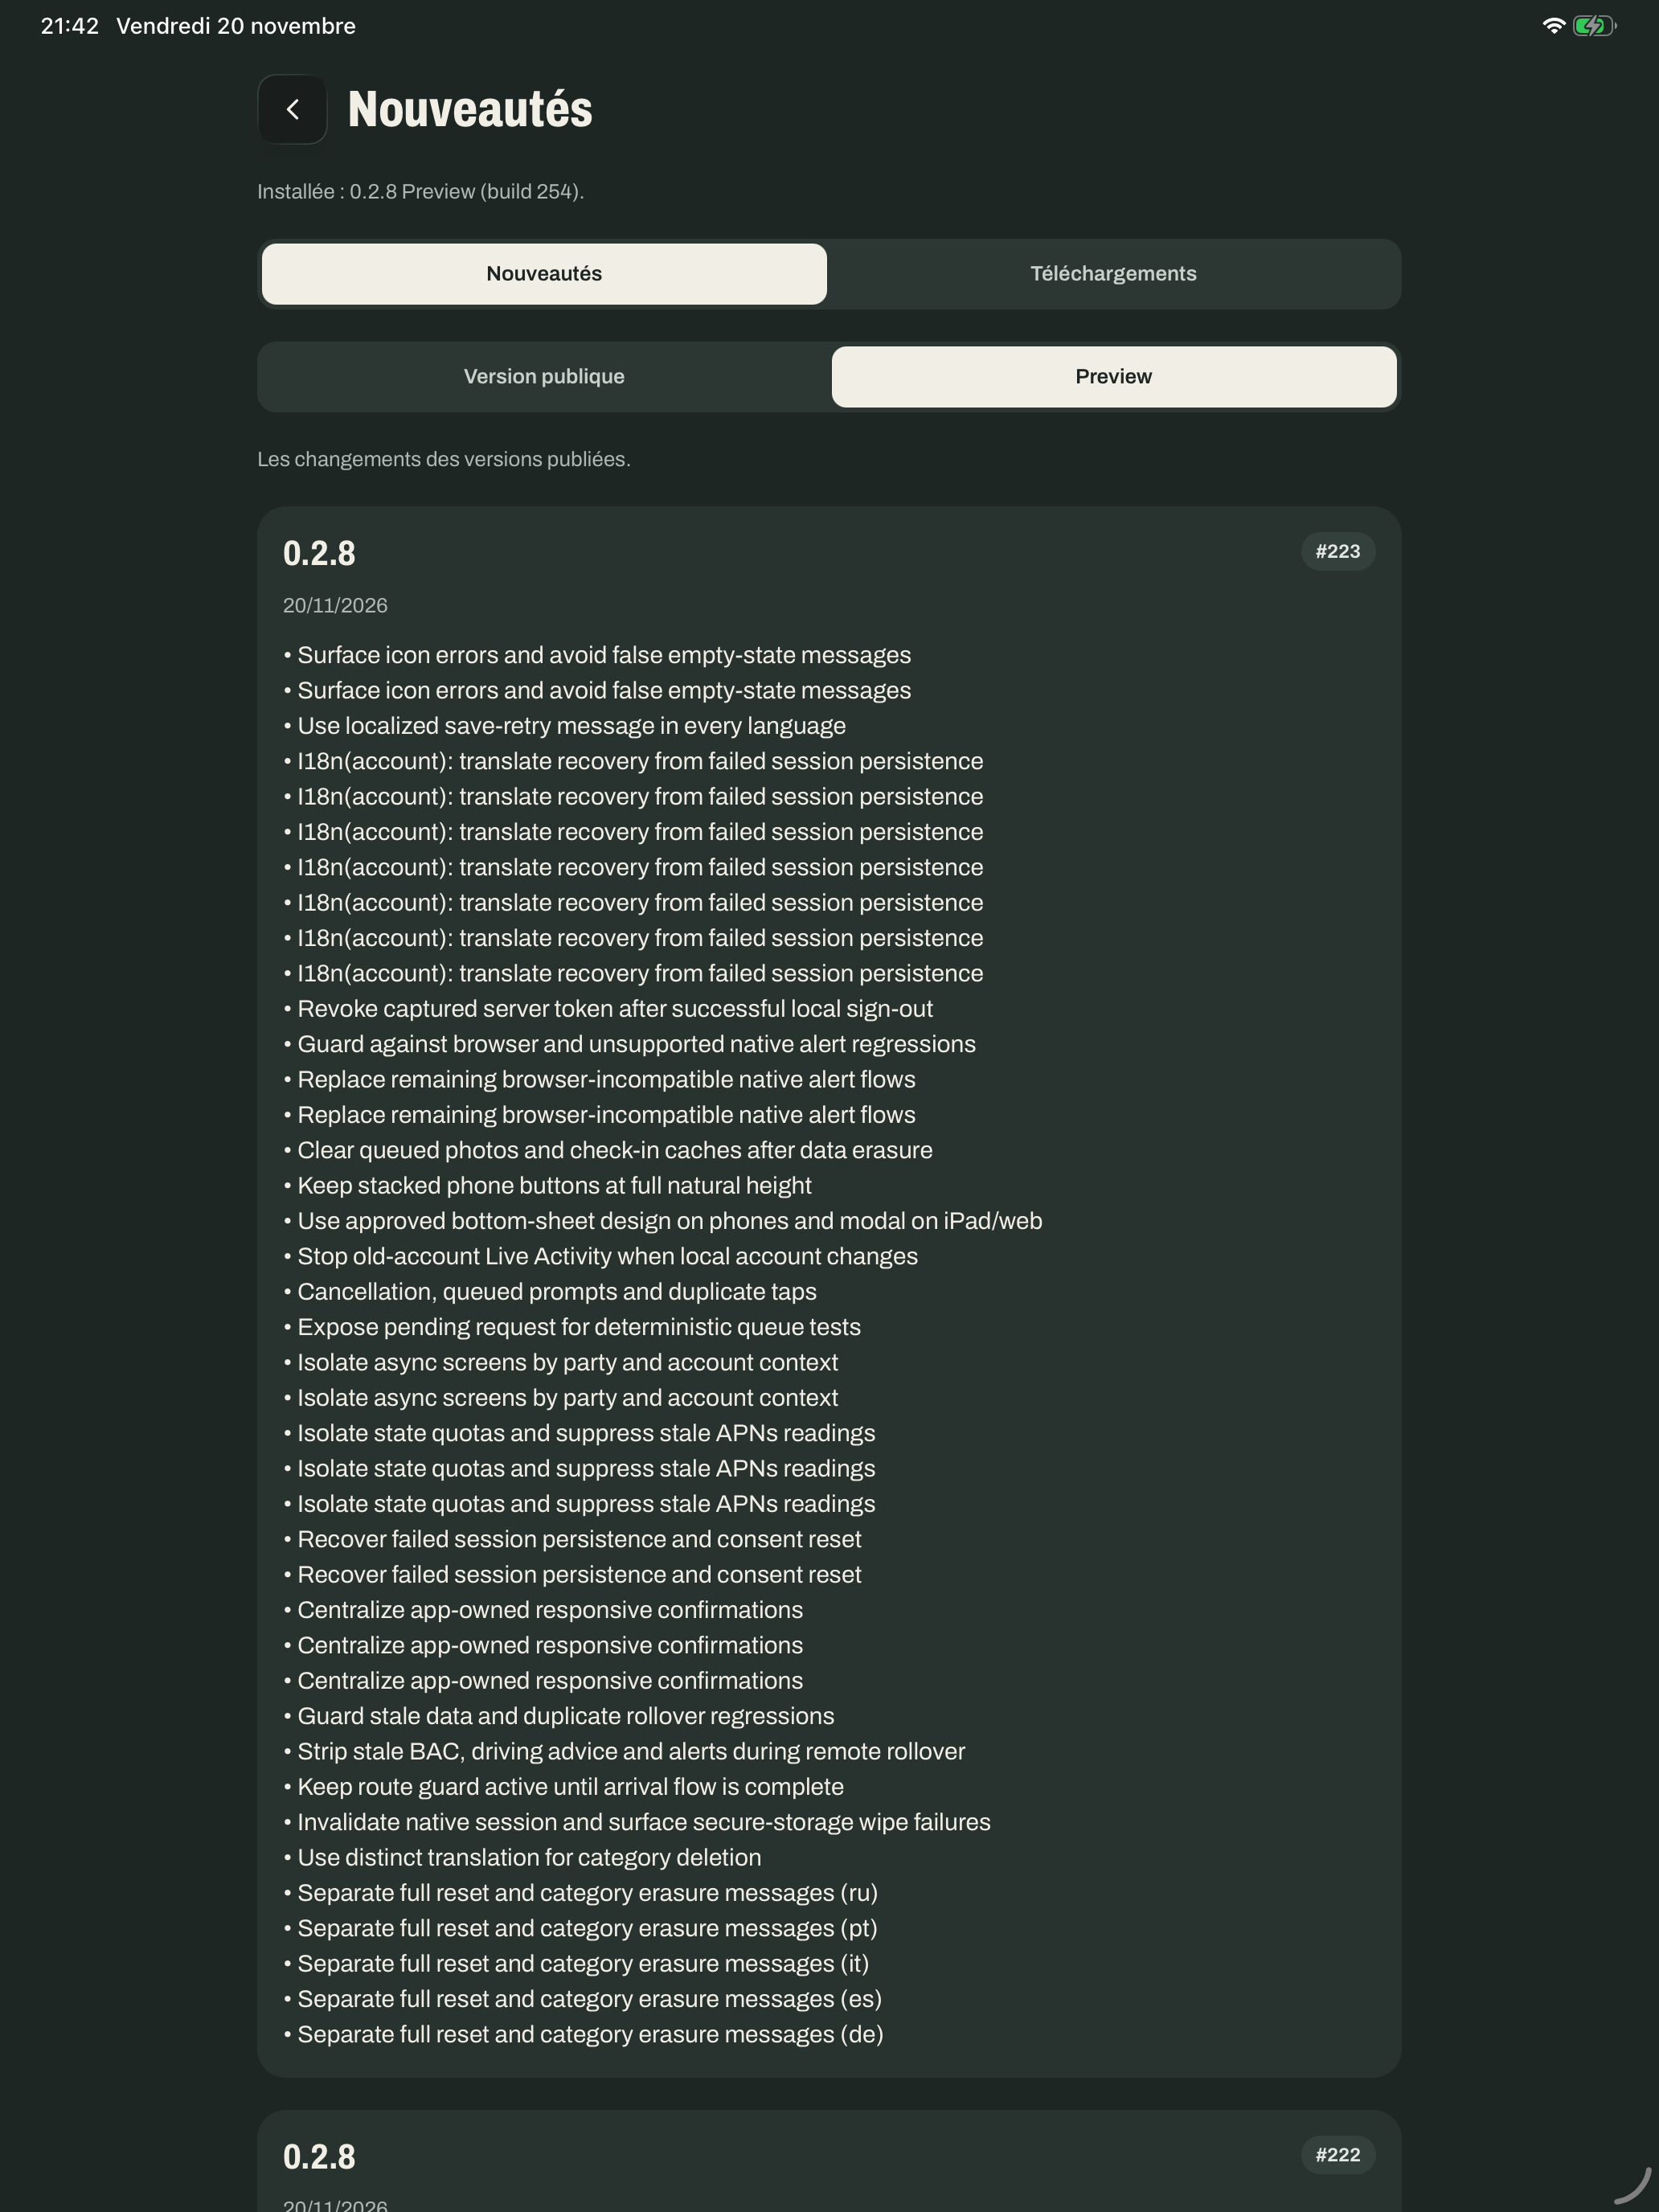 21:42 Vendredi 20 novembre
Nouveautés
Installée : 0.2.8 Preview (build 254).
Nouveautés
Téléchargements
Version publique
Preview
Les changements des versions publiées.
0.2.8
#223
20/11/2026
• Surface icon errors and avoid false empty-state messages
• Surface icon errors and avoid false empty-state messages
• Use localized save-retry message in every language
• I18n(account): translate recovery from failed session persistence
• I18n(account): translate recovery from failed session persistence
• I18n(account): translate recovery from failed session persistence
• I18n(account): translate recovery from failed session persistence
• I18n(account): translate recovery from failed session persistence
• I18n(account): translate recovery from failed session persistence
• I18n(account): translate recovery from failed session persistence
• Revoke captured server token after successful local sign-out
• Guard against browser and unsupported native alert regressions
• Replace remaining browser-incompatible native alert flows
• Replace remaining browser-incompatible native alert flows
• Clear queued photos and check-in caches after data erasure
• Keep stacked phone buttons at full natural height
• Use approved bottom-sheet design on phones and modal on iPad/web
• Stop old-account Live Activity when local account changes
• Cancellation, queued prompts and duplicate taps
• Expose pending request for deterministic queue tests
• Isolate async screens by party and account context
• Isolate async screens by party and account context
• Isolate state quotas and suppress stale APNs readings
• Isolate state quotas and suppress stale APNs readings
• Isolate state quotas and suppress stale APNs readings
• Recover failed session persistence and consent reset
• Recover failed session persistence and consent reset
• Centralize app-owned responsive confirmations
• Centralize app-owned responsive confirmations
• Centralize app-owned responsive confirmations
• Guard stale data and duplicate rollover regressions
• Strip stale BAC, driving advice and alerts during remote rollover
• Keep route guard active until arrival flow is complete
• Invalidate native session and surface secure-storage wipe failures
• Use distinct translation for category deletion
• Separate full reset and category erasure messages (ru)
• Separate full reset and category erasure messages (pt)
• Separate full reset and category erasure messages (it)
• Separate full reset and category erasure messages (es)
• Separate full reset and category erasure messages (de)
0.2.8
#222
20/11/2026